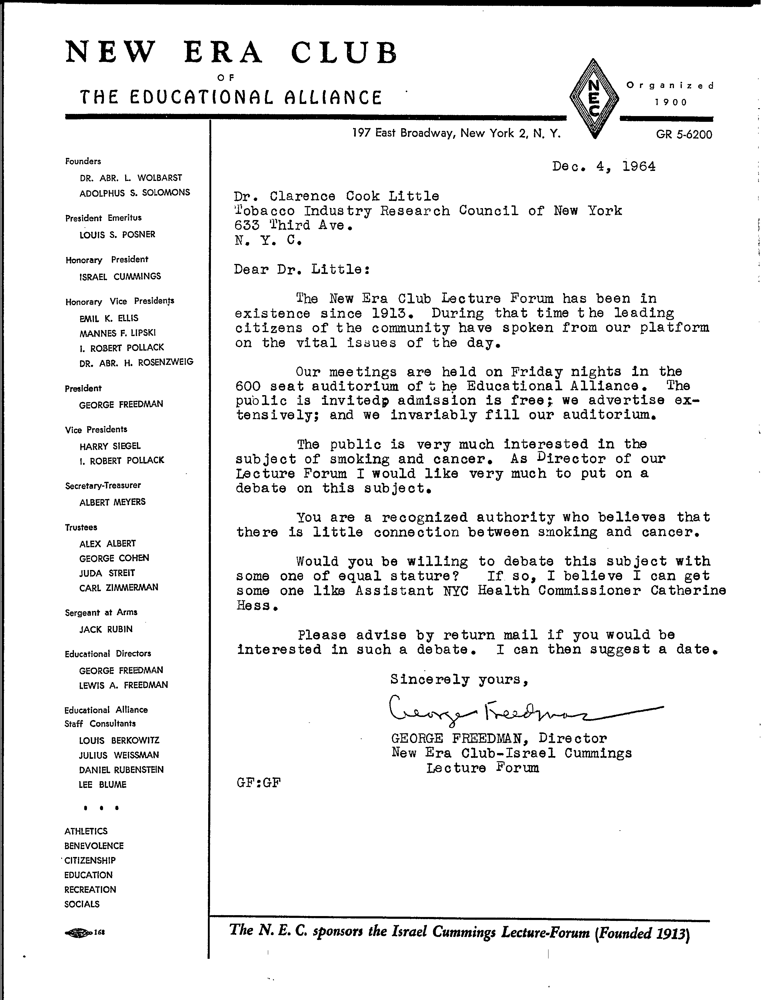 NEW ERA CLUB
OF
THE EDUCATIONAL ALLIANCE
NEC
Organized
1900
197 East Broadway, New York 2, N. Y.
GR 5-6200
Founders
DR. ABR. L. WOLBARST
ADOLPHUS S. SOLOMONS
President Emeritus
LOUIS S. POSNER
Honorary President
ISRAEL CUMMINGS
Honorary Vice Presidents
EMIL K. ELLIS
MANNES F. LIPSKI
I. ROBERT POLLACK
DR. ABR. H. ROSENZWEIG
President
GEORGE FREEDMAN
Vice Presidents
HARRY SIEGEL
I. ROBERT POLLACK
Secretary-Treasurer
ALBERT MEYERS
Trustees
ALEX ALBERT
GEORGE COHEN
JUDA STREIT
CARL ZIMMERMAN
Sergeant at Arms
JACK RUBIN
Educational Directors
GEORGE FREEDMAN
LEWIS A. FREEDMAN
Educational Alliance
Staff Consultants
LOUIS BERKOWITZ
JULIUS WEISSMAN
DANIEL RUBENSTEIN
LEE BLUME
• • •
ATHLETICS
BENEVOLENCE
CITIZENSHIP
EDUCATION
RECREATION
SOCIALS
168
Dec. 4, 1964
Dr. Clarence Cook Little
Tobacco Industry Research Council of New York
633 Third Ave.
N. Y. C.
Dear Dr. Little:
The New Era Club Lecture Forum has been in
existence since 1913. During that time the leading
citizens of the community have spoken from our platform
on the vital issues of the day.
Our meetings are held on Friday nights in the
600 seat auditorium of t he Educational Alliance. The
public is invitedp admission is free; we advertise ex-
tensively; and we invariably fill our auditorium.
The public is very much interested in the
subject of smoking and cancer. As Director of our
Lecture Forum I would like very much to put on a
debate on this subject.
You are a recognized authority who believes that
there is little connection between smoking and cancer.
Would you be willing to debate this subject with
some one of equal stature? If so, I believe I can get
some one like Assistant NYC Health Commissioner Catherine
Hess.
Please advise by return mail if you would be
interested in such a debate. I can then suggest a date.
Sincerely yours,
George Freedman
GEORGE FREEDMAN, Director
New Era Club-Israel Cummings
Lecture Forum
GF:GF
The N. E. C. sponsors the Israel Cummings Lecture-Forum (Founded 1913)